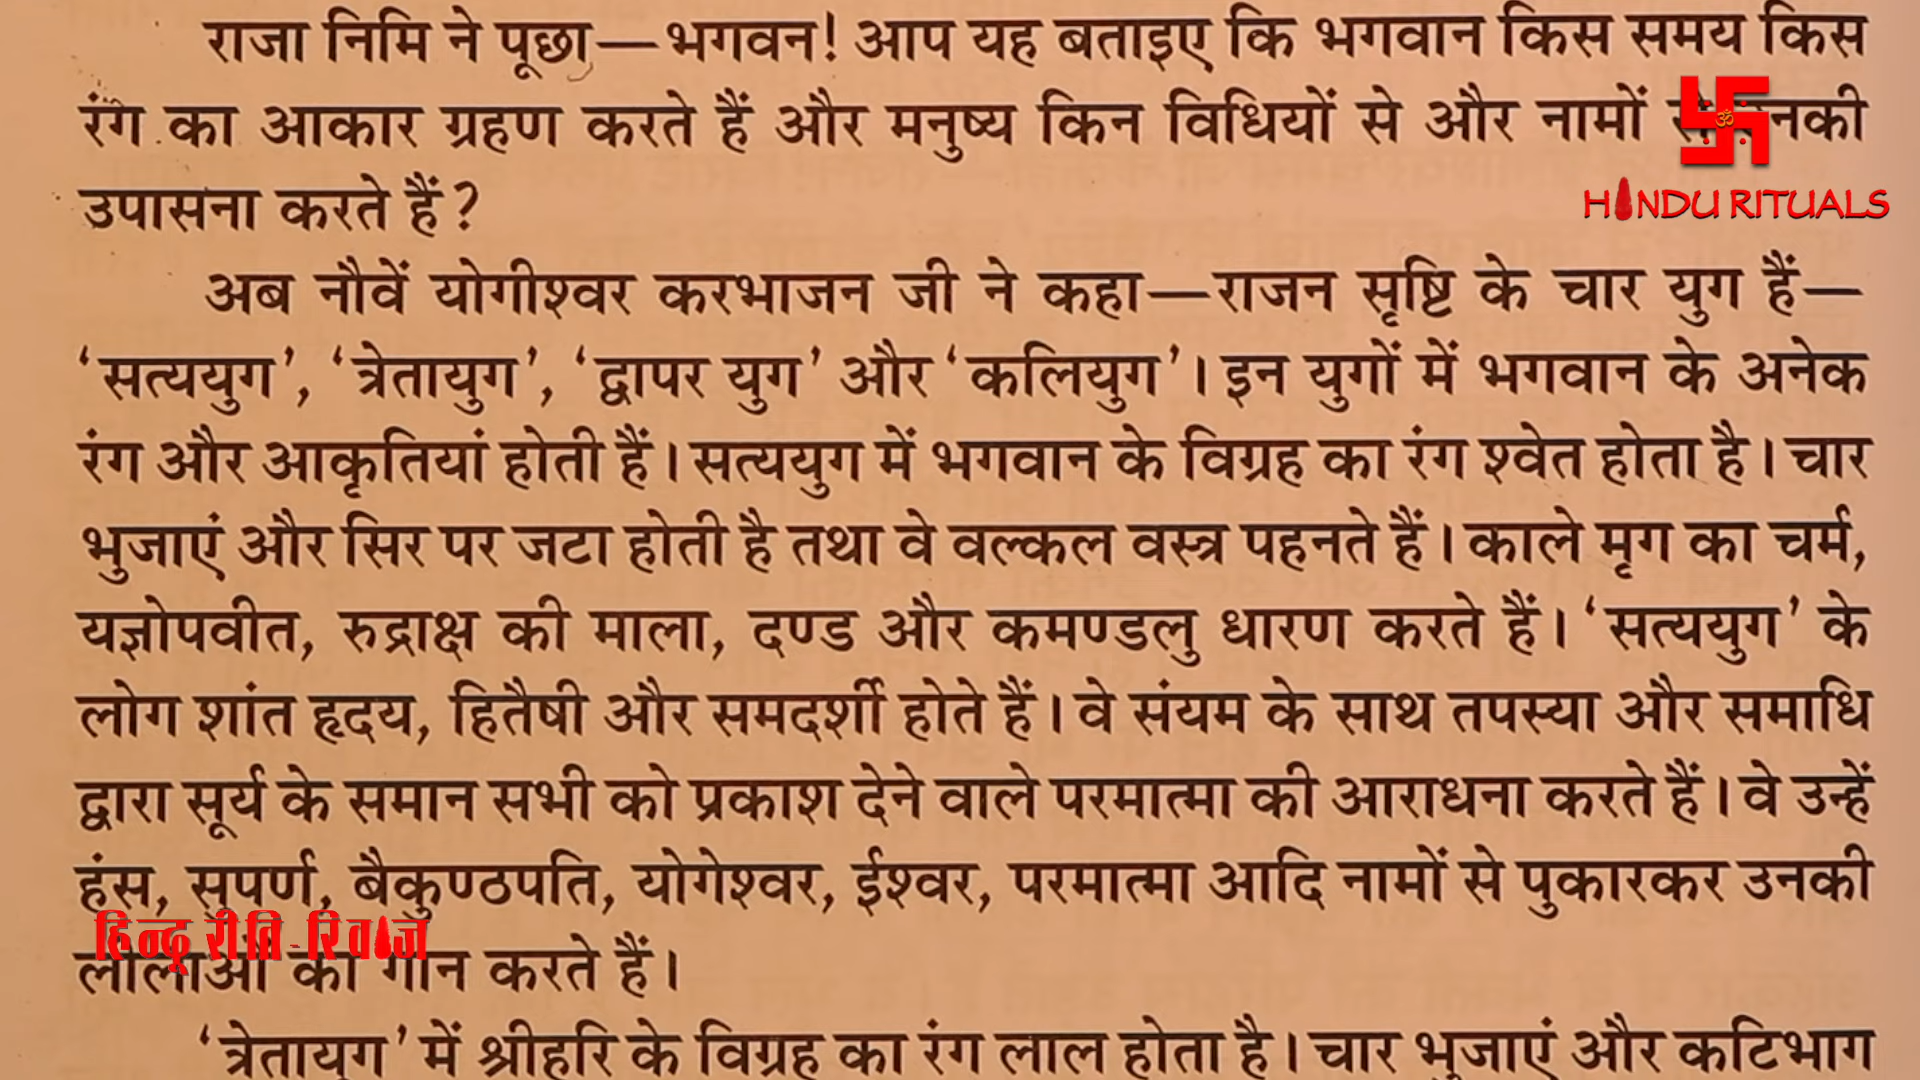 राजा निमि ने पूछा—भगवन! आप यह बताइए कि भगवान किस समय किस
रंग का आकार ग्रहण करते हैं और मनुष्य किन विधियों से और नामों
उपासना करते हैं?
HINDU RITUALS
अब नौवें योगीश्वर करभाजन जी ने कहा—राजन सृष्टि के चार युग हैं—
‘सत्ययुग’, ‘त्रेतायुग’, ‘द्वापर युग’ और ‘कलियुग’। इन युगों में भगवान के अनेक
रंग और आकृतियां होती हैं। सत्ययुग में भगवान के विग्रह का रंग श्वेत होता है। चार
भुजाएं और सिर पर जटा होती है तथा वे वल्कल वस्त्र पहनते हैं। काले मृग का चर्म,
यज्ञोपवीत, रुद्राक्ष की माला, दण्ड और कमण्डलु धारण करते हैं। ‘सत्ययुग’ के
लोग शांत हृदय, हितैषी और समदर्शी होते हैं। वे संयम के साथ तपस्या और समाधि
द्वारा सूर्य के समान सभी को प्रकाश देने वाले परमात्मा की आराधना करते हैं। वे उन्हें
हंस, सुपर्ण, बैकुण्ठपति, योगेश्वर, ईश्वर, परमात्मा आदि नामों से पुकारकर उनकी
हिन्दू रीति-रिवाज
लीलाओं का गान करते हैं।
‘त्रेतायुग’ में श्रीहरि के विग्रह का रंग लाल होता है। चार भुजाएं और कटिभाग